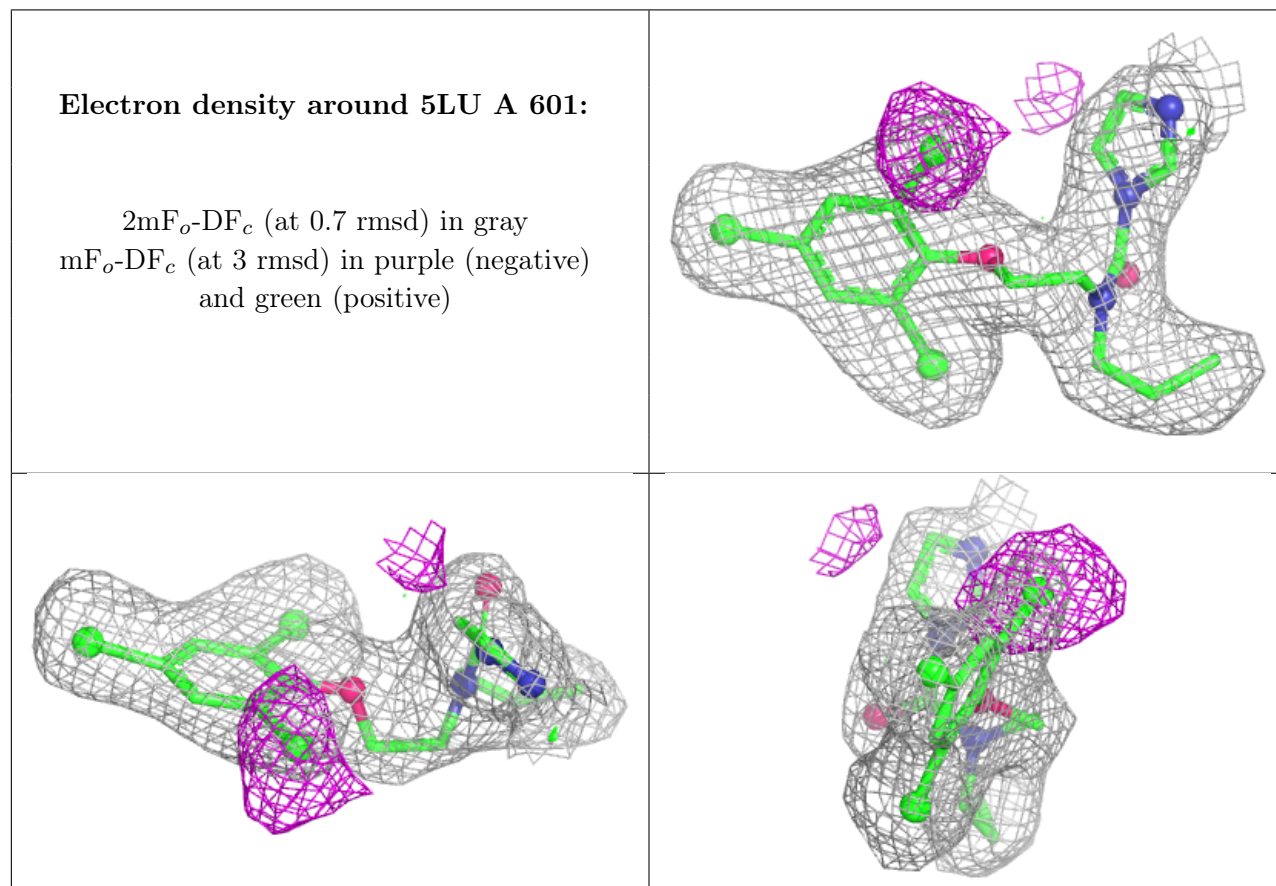 Electron density around 5LU A 601:
2mFo-DFc (at 0.7 rmsd) in gray
mFo-DFc (at 3 rmsd) in purple (negative)
and green (positive)